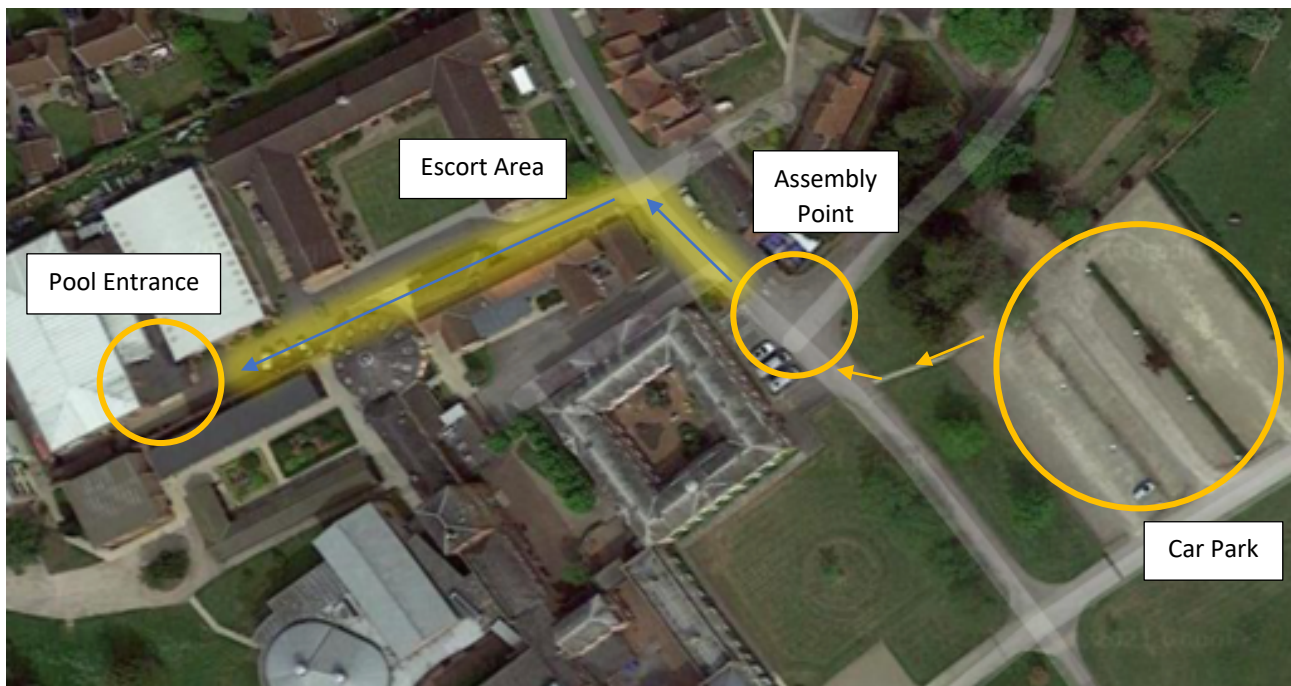 Escort Area
Assembly
Point
Pool Entrance
Car Park